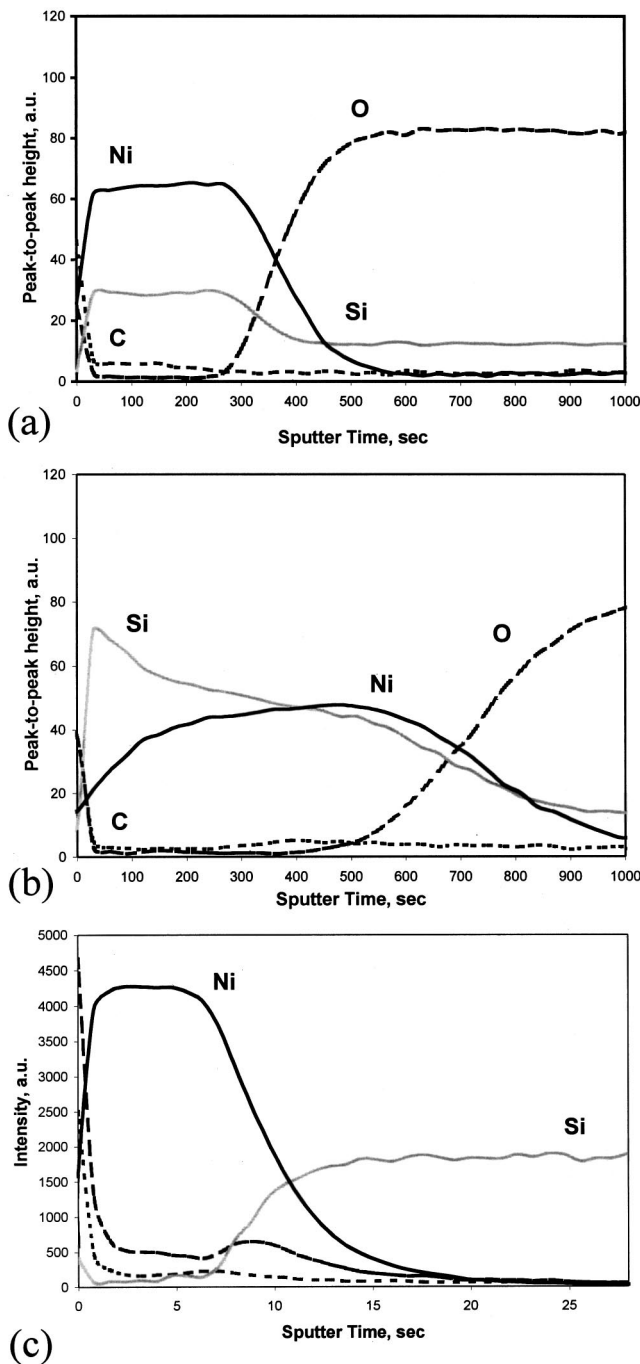 120
100
80
60
40
20
0
Peak-to-peak height, a.u.
Ni
O
C
Si
0 100 200 300 400 500 600 700 800 900 1000
Sputter Time, sec
(a)
120
100
80
60
40
20
0
Peak-to-peak height, a.u.
Si
O
Ni
C
0 100 200 300 400 500 600 700 800 900 1000
Sputter Time, sec
(b)
5000
4500
4000
3500
3000
2500
2000
1500
1000
500
0
Intensity, a.u.
Ni
Si
0 5 10 15 20 25
Sputter Time, sec
(c)